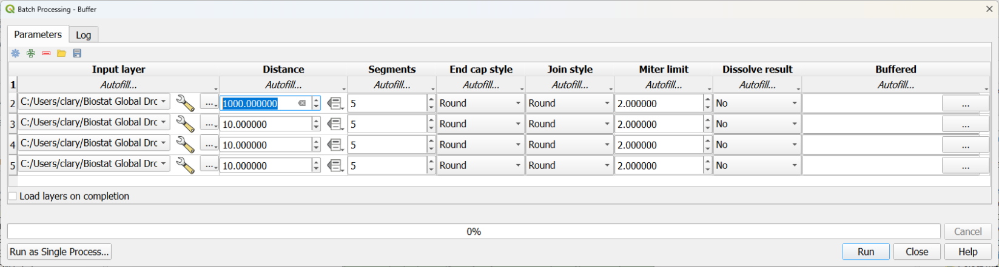 Batch Processing - Buffer
Parameters Log
Input layer Distance Segments End cap style Join style Miter limit Dissolve result Buffered
1 Autofill... Autofill... Autofill... Autofill... Autofill... Autofill... Autofill... Autofill...
2 C:/Users/clary/Biostat Global Drc ... 1000.000000 5 Round Round 2.000000 No ...
3 C:/Users/clary/Biostat Global Drc ... 10.000000 5 Round Round 2.000000 No ...
4 C:/Users/clary/Biostat Global Drc ... 10.000000 5 Round Round 2.000000 No ...
5 C:/Users/clary/Biostat Global Drc ... 10.000000 5 Round Round 2.000000 No ...
Load layers on completion
0% Cancel
Run as Single Process... Run Close Help